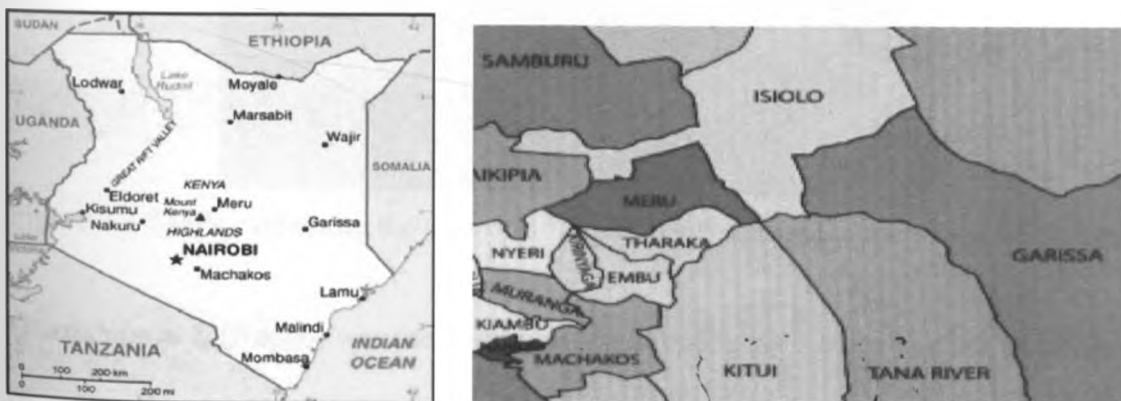 SUDAN
ETHIOPIA
Lodwar
Lake
Rudolf
Moyale
Marsabit
UGANDA
GREAT RIFT VALLEY
Wajir
SOMALIA
Eldoret
KENYA
Kisumu
Mount
Kenya
Meru
Nakuru
Garissa
HIGHLANDS
NAIROBI
Machakos
Lamu
Malindi
INDIAN
OCEAN
TANZANIA
Mombasa
0 100 200 km
0 100 200 mi
SAMBURU
ISIOLO
AIKIPIA
MERU
NYERI
THARAKA
GARISSA
EMBU
MURANGA
KIAMBU
MACHAKOS
KITUI
TANA RIVER